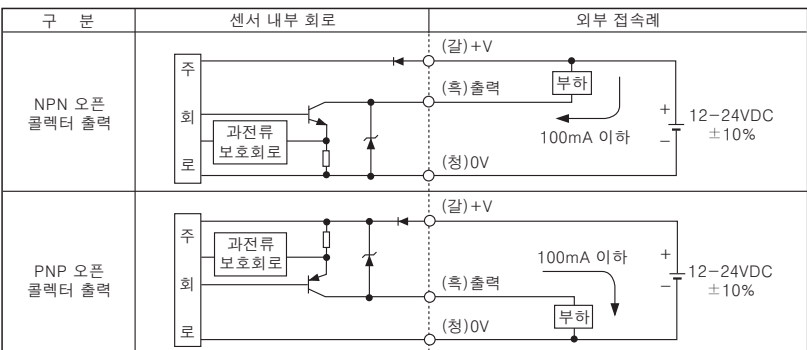 구 분
센서 내부 회로
외부 접속례
NPN 오픈
콜렉터 출력
주
회
로
과전류
보호회로
(갈)+V
(흑)출력
(청)0V
부하
100mA 이하
+
−
12-24VDC
±10%
PNP 오픈
콜렉터 출력
주
회
로
과전류
보호회로
(갈)+V
(흑)출력
(청)0V
100mA 이하
부하
+
−
12-24VDC
±10%